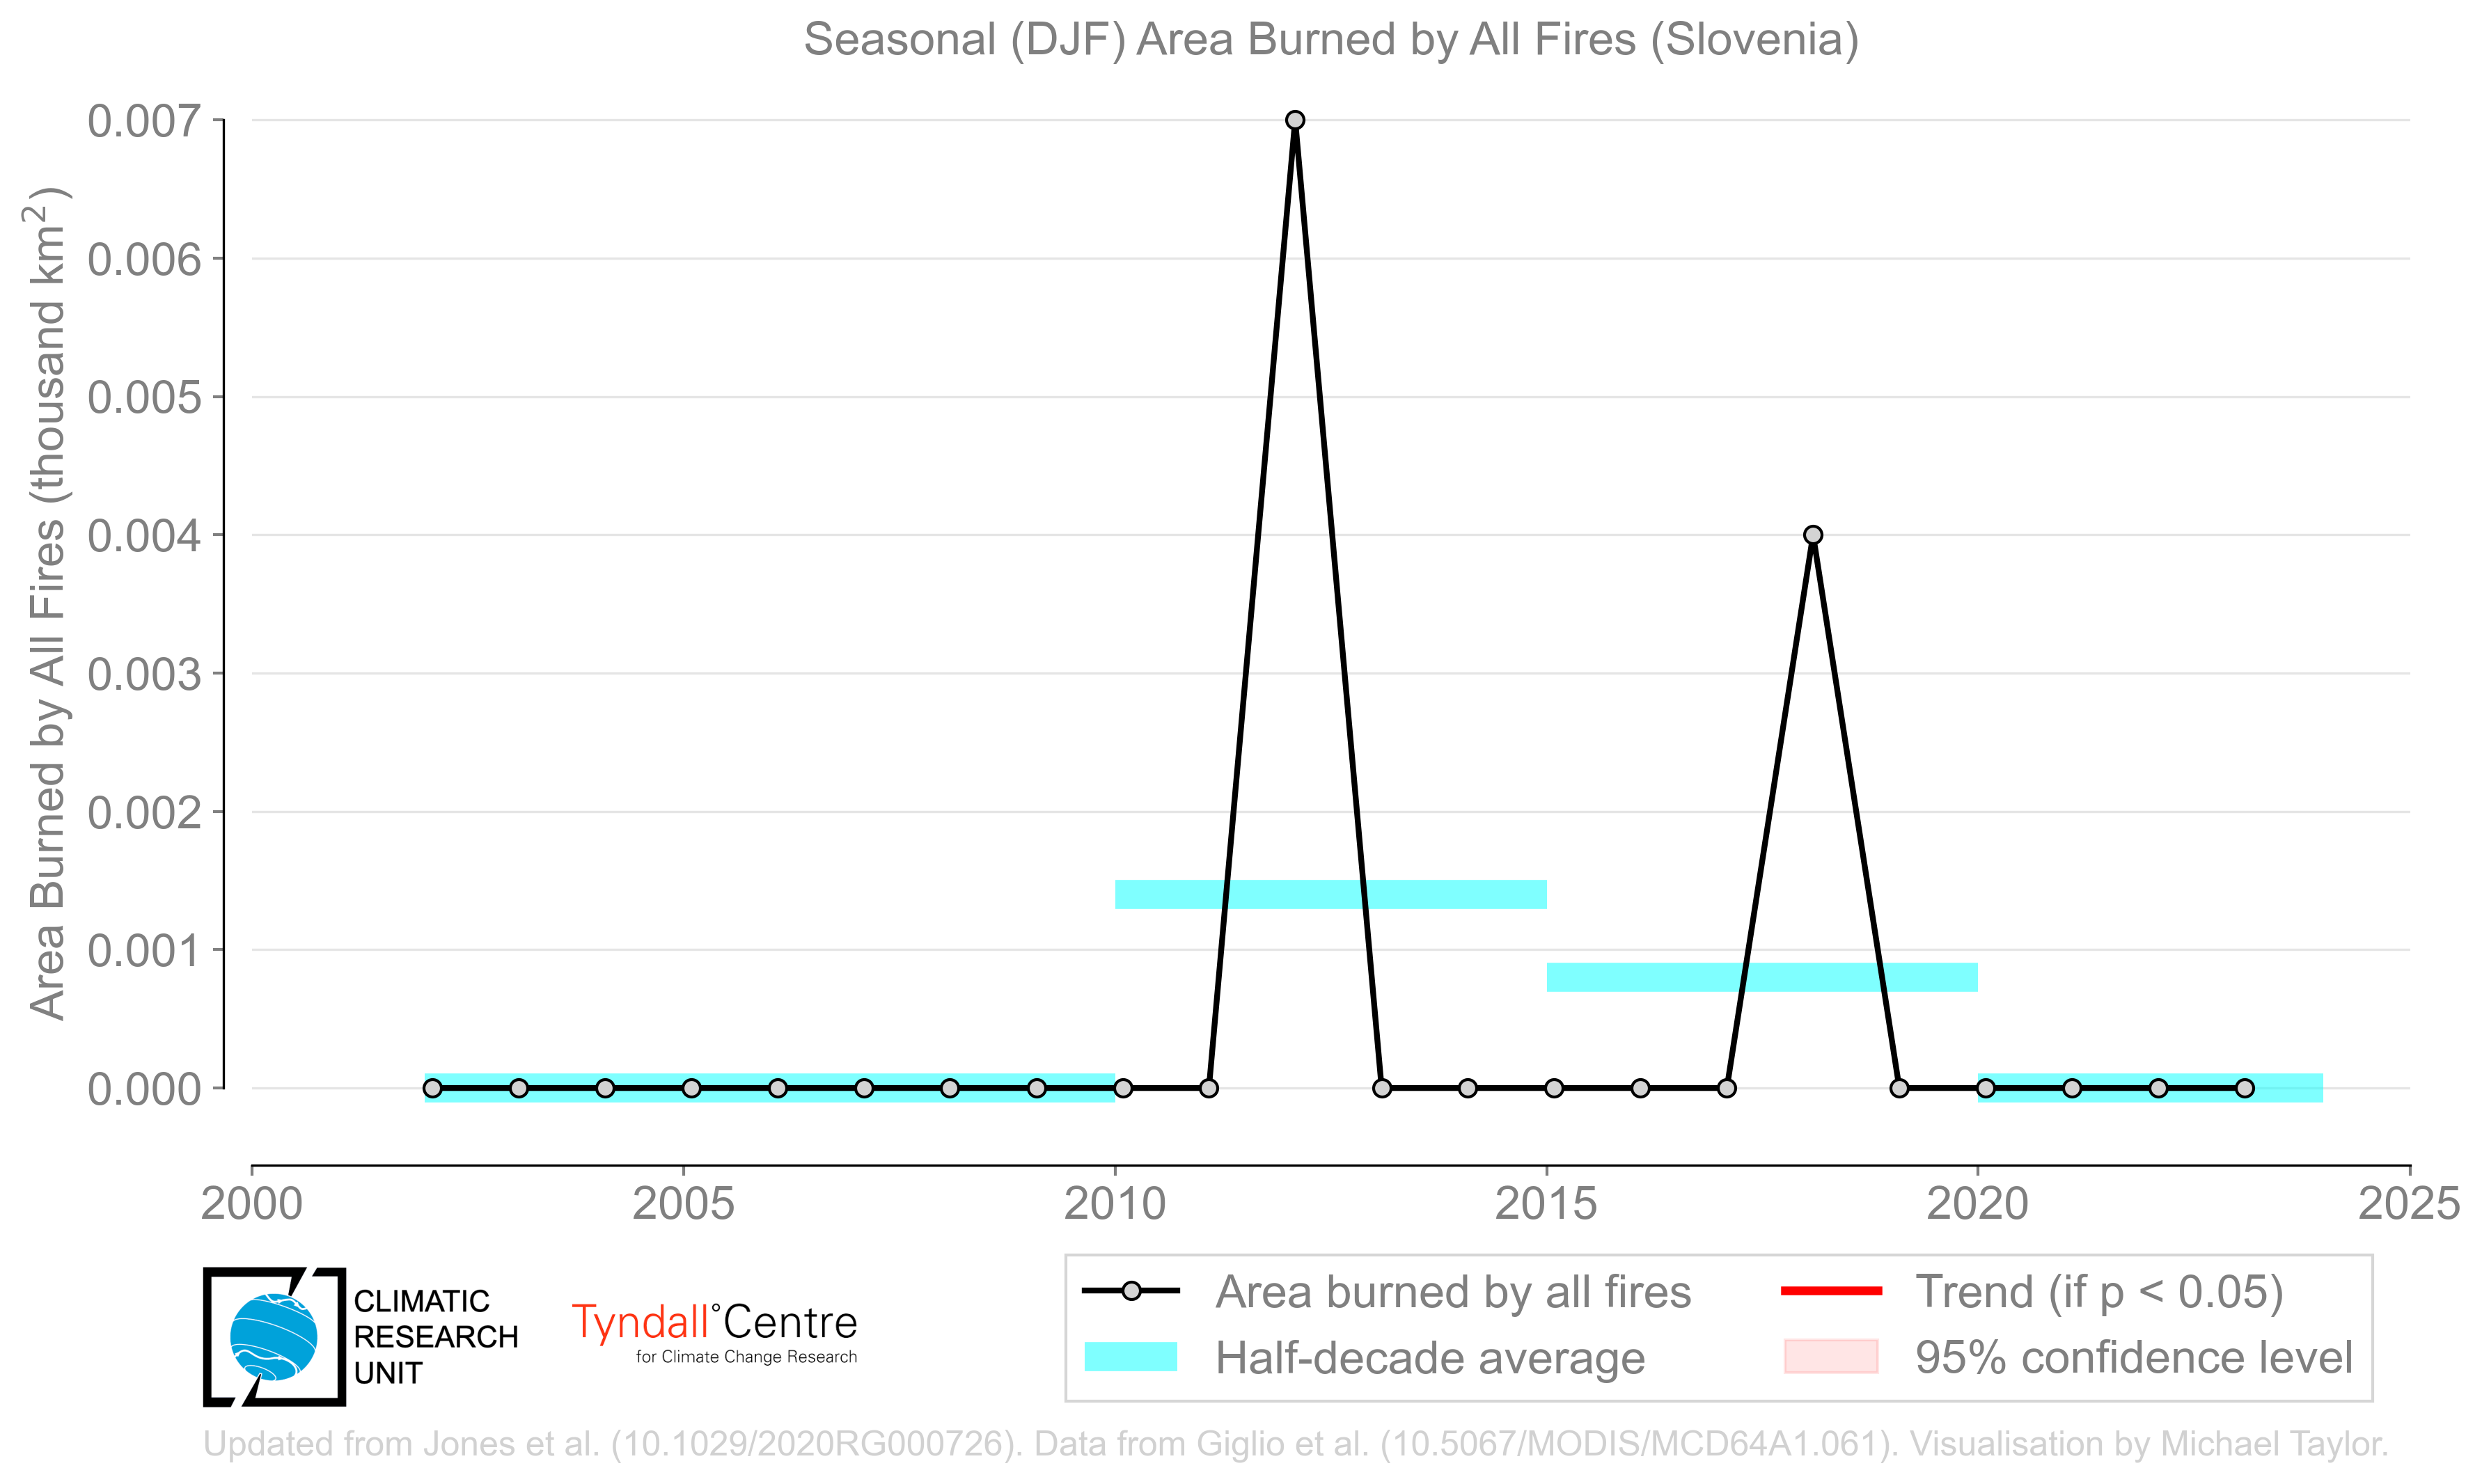 Seasonal (DJF) Area Burned by All Fires (Slovenia)
Area Burned by All Fires (thousand km²)
0.007
0.006
0.005
0.004
0.003
0.002
0.001
0.000
2000 2005 2010 2015 2020 2025
CLIMATIC
RESEARCH
UNIT
Tyndall°Centre
for Climate Change Research
Area burned by all fires
Half-decade average
Trend (if p < 0.05)
95% confidence level
Updated from Jones et al. (10.1029/2020RG000726). Data from Giglio et al. (10.5067/MODIS/MCD64A1.061). Visualisation by Michael Taylor.